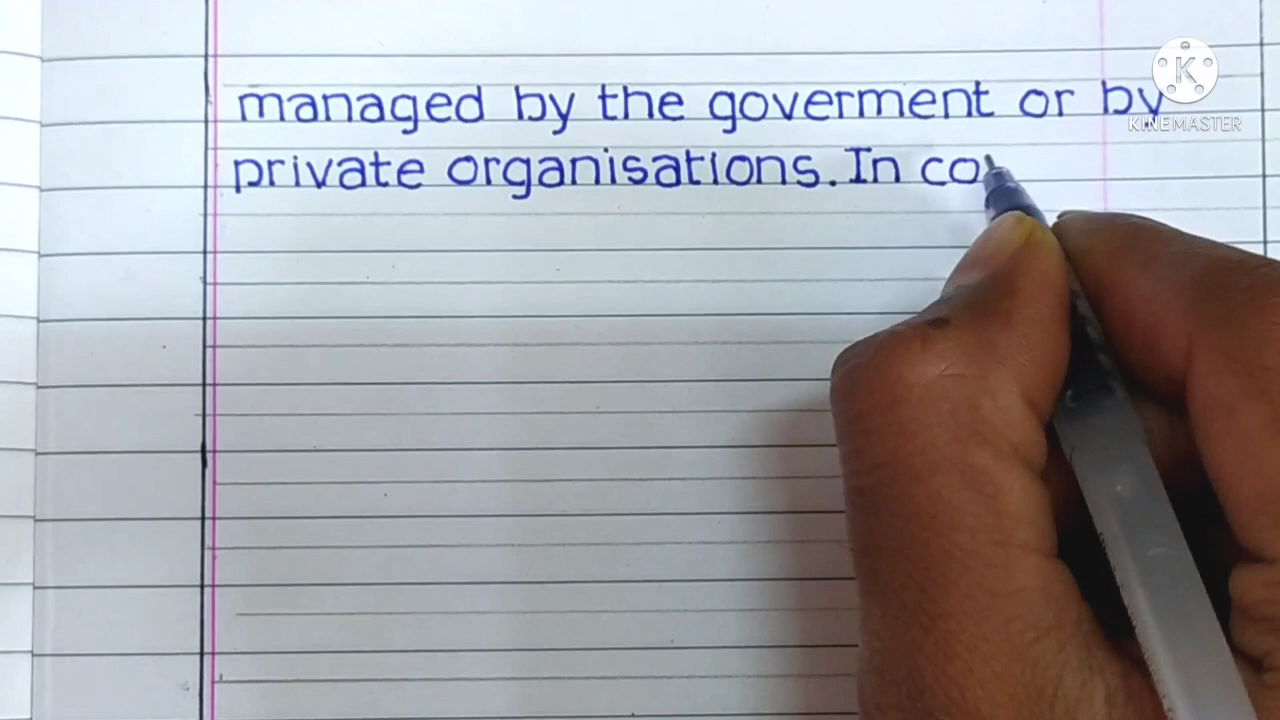 managed by the goverment or by
private organisations. In co
K
KINEMASTER